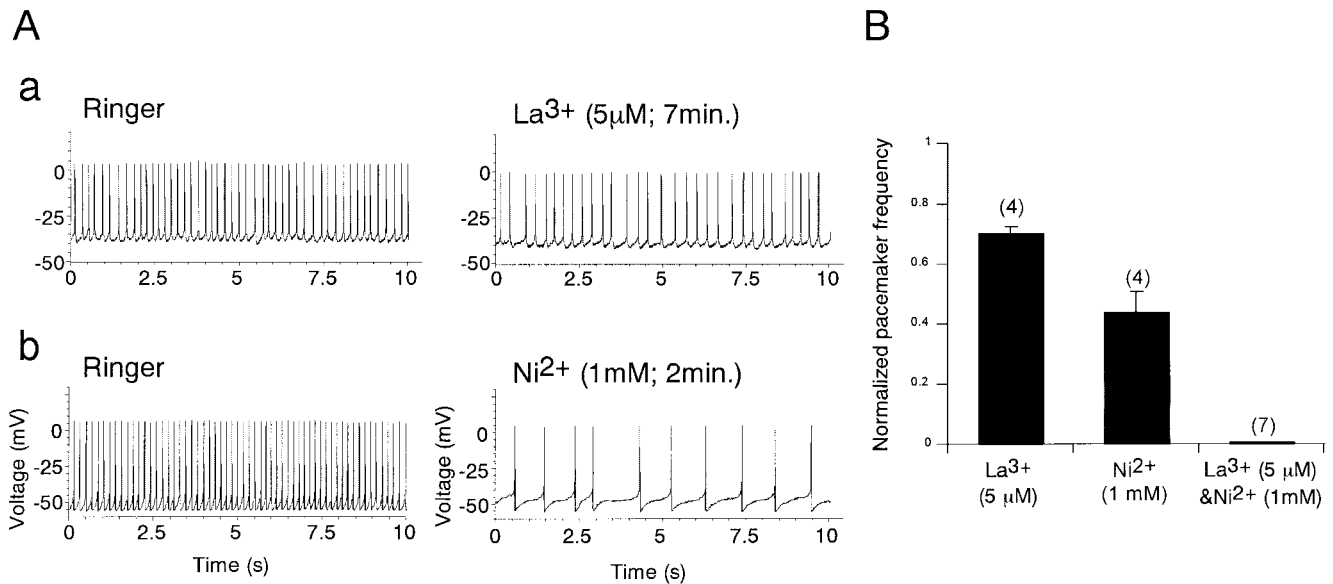 A
B
a
Ringer
La3+ (5μM; 7min.)
0
-25
-50
0 2.5 5 7.5 10
0
-25
-50
0 2.5 5 7.5 10
b
Ringer
Ni2+ (1mM; 2min.)
Voltage (mV)
0
-25
-50
0 2.5 5 7.5 10
Time (s)
Voltage (mV)
0
-25
-50
0 2.5 5 7.5 10
Time (s)
Normalized pacemaker frequency
1
0.8
0.6
0.4
0.2
0
(4)
(4)
(7)
La3+
(5 μM)
Ni2+
(1 mM)
La3+ (5 μM)
&Ni2+ (1mM)